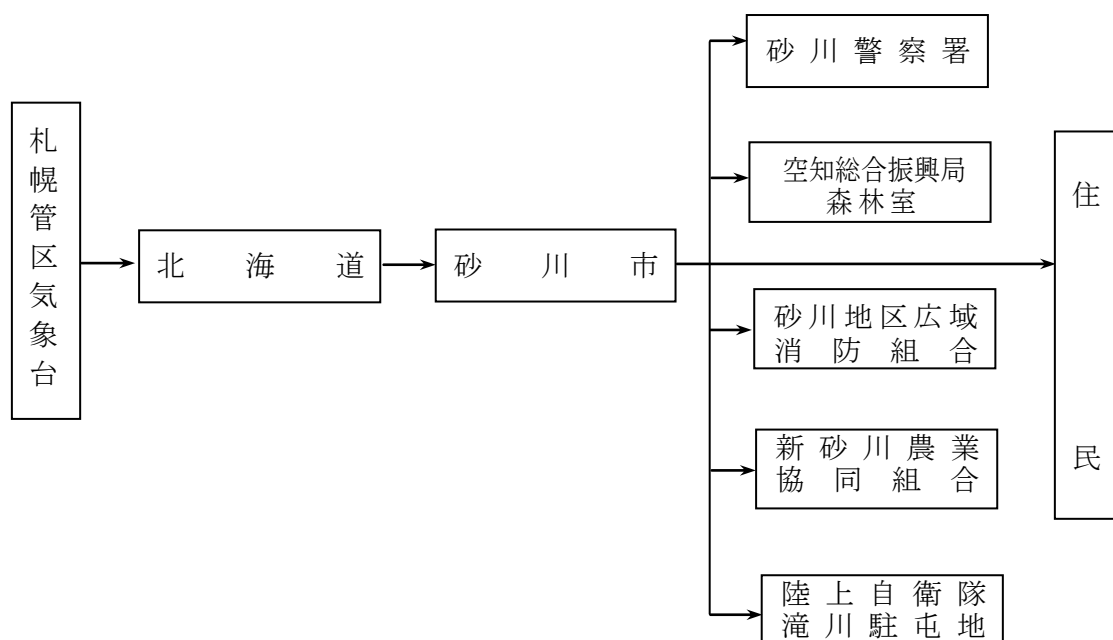 札幌管区気象台
北海道
砂川市
砂川警察署
空知総合振興局
森林室
砂川地区広域
消防組合
新砂川農業
協同組合
陸上自衛隊
滝川駐屯地
住民